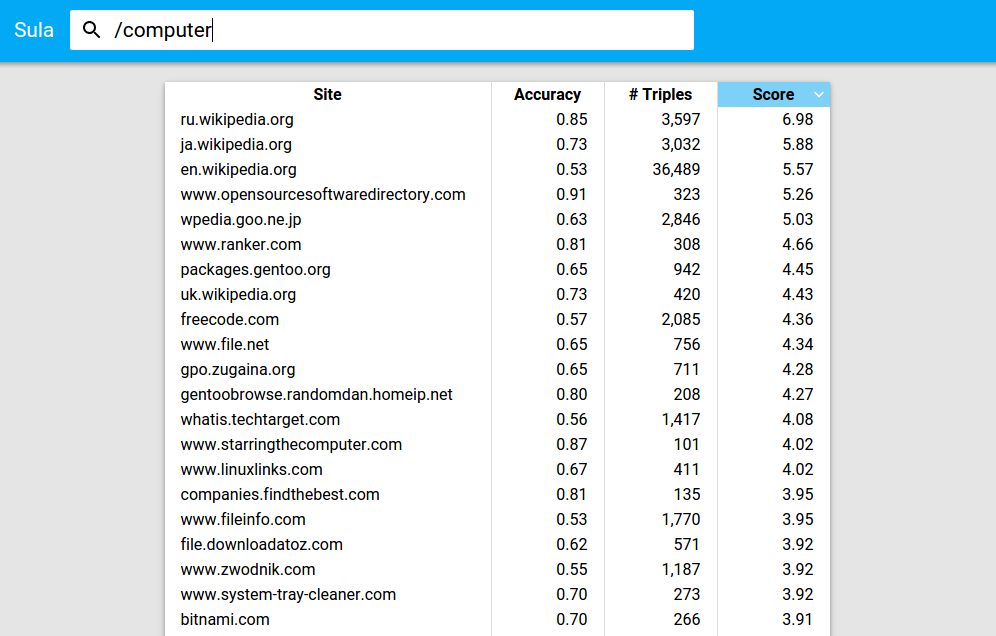 Sula /computer
Site Accuracy # Triples Score
ru.wikipedia.org 0.85 3,597 6.98
ja.wikipedia.org 0.73 3,032 5.88
en.wikipedia.org 0.53 36,489 5.57
www.opensourcesoftwaredirectory.com 0.91 323 5.26
wpedia.goo.ne.jp 0.63 2,846 5.03
www.ranker.com 0.81 308 4.66
packages.gentoo.org 0.65 942 4.45
uk.wikipedia.org 0.73 420 4.43
freecode.com 0.57 2,085 4.36
www.file.net 0.65 756 4.34
gpo.zugaina.org 0.65 711 4.28
gentoobrowse.randomdan.homeip.net 0.80 208 4.27
whatis.techtarget.com 0.56 1,417 4.08
www.starringthecomputer.com 0.87 101 4.02
www.linuxlinks.com 0.67 411 4.02
companies.findthebest.com 0.81 135 3.95
www.fileinfo.com 0.53 1,770 3.95
file.downloadatoz.com 0.62 571 3.92
www.zwodnik.com 0.55 1,187 3.92
www.system-tray-cleaner.com 0.70 273 3.92
bitnami.com 0.70 266 3.91